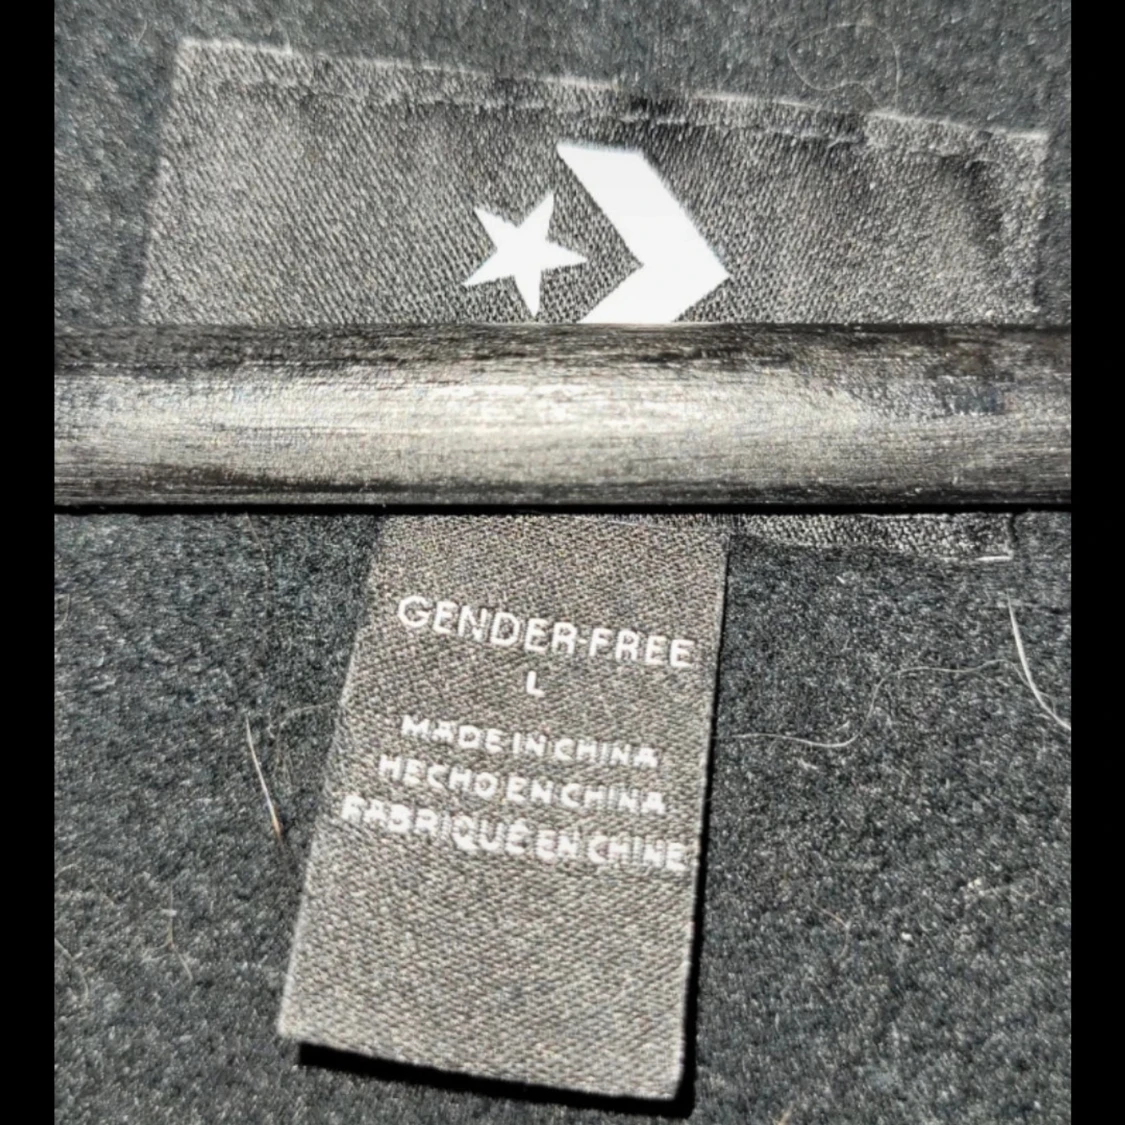 GENDER-FREE
L
MADE IN CHINA
HECHO EN CHINA
FABRIQUÉ EN CHINE